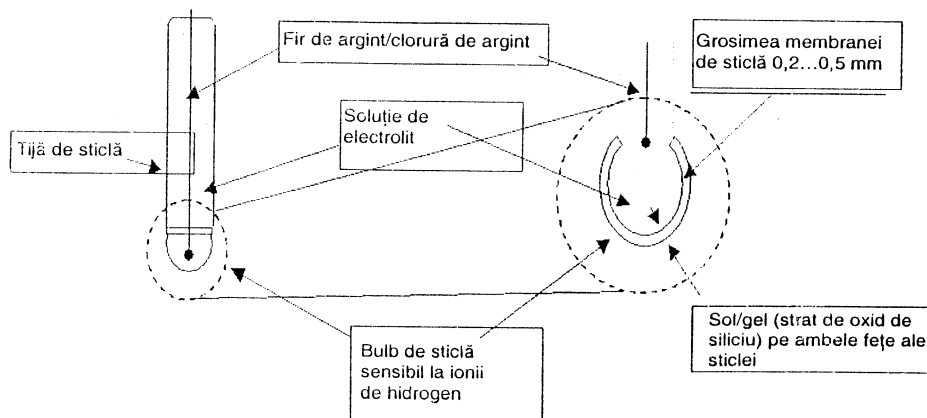 Fir de argint/clorură de argint
Grosimea membranei
de sticlă 0,2...0,5 mm
Soluție de
electrolit
Tijă de sticlă
Sol/gel (strat de oxid de
siliciu) pe ambele fețe ale
sticlei
Bulb de sticlă
sensibil la ionii
de hidrogen